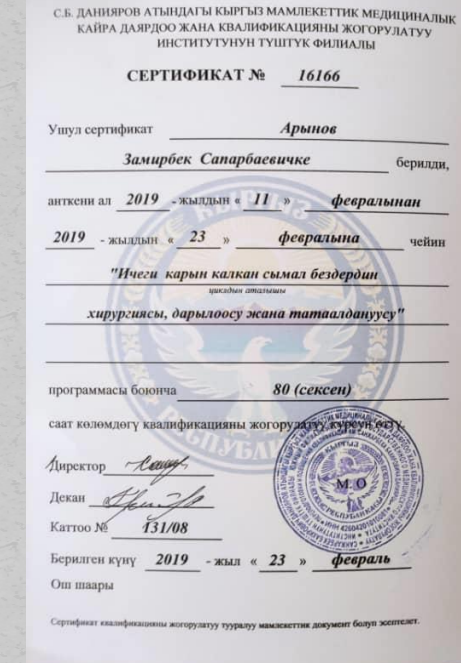 С.Б. ДАНИЯРОВ АТЫНДАГЫ КЫРГЫЗ МАМЛЕКЕТТИК МЕДИЦИНАЛЫК
КАЙРА ДАЯРДОО ЖАНА КВАЛИФИКАЦИЯНЫ ЖОГОРУЛАТУУ
ИНСТИТУТУНУН ТҮШТҮК ФИЛИАЛЫ
СЕРТИФИКАТ № 16166
Ушул сертификат Арынов
Замирбек Сапарбаевичке берилди,
анткени ал 2019 - жылдын « 11 » февралынан
2019 - жылдын « 23 » февралына чейин
"Ичеги карын калкан сымал бездердин
циклдын аталышы
хирургиясы, дарылоосу жана татаалдануусу"
программасы боюнча 80 (сексен)
саат көлөмдөгү квалификацияны жогорулатуу курсун өттү.
Директор
Декан
М.О
Каттоо № 131/08
Берилген күнү 2019 - жыл « 23 » февраль
Ош шаары
Сертификат квалификацияны жогорулатуу тууралуу мамлекеттик документ болуп эсептелет.